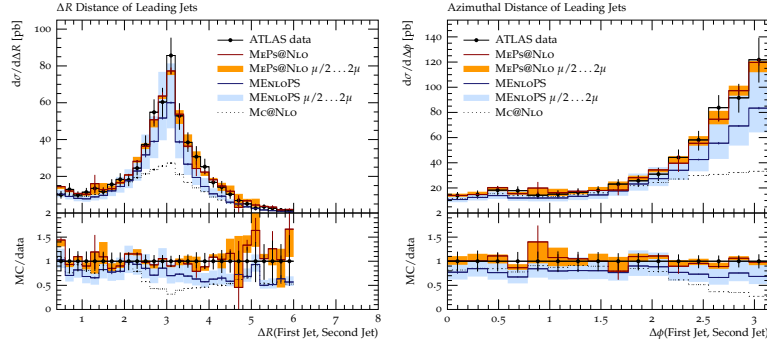 ΔR Distance of Leading Jets
dσ/dΔR [pb]
100
80
60
40
20
0
ATLAS data
MePs@Nlo
MePs@Nlo μ/2 . . . 2μ
MEnloPS
MEnloPS μ/2 . . . 2μ
Mc@Nlo
MC/data
2
1.5
1
0.5
0
1 2 3 4 5 6 7 8
ΔR(First Jet, Second Jet)
Azimuthal Distance of Leading Jets
dσ/dΔϕ [pb]
140
120
100
80
60
40
20
ATLAS data
MePs@Nlo
MePs@Nlo μ/2 . . . 2μ
MEnloPS
MEnloPS μ/2 . . . 2μ
Mc@Nlo
MC/data
2
1.5
1
0.5
0
0 0.5 1 1.5 2 2.5 3
Δϕ(First Jet, Second Jet)